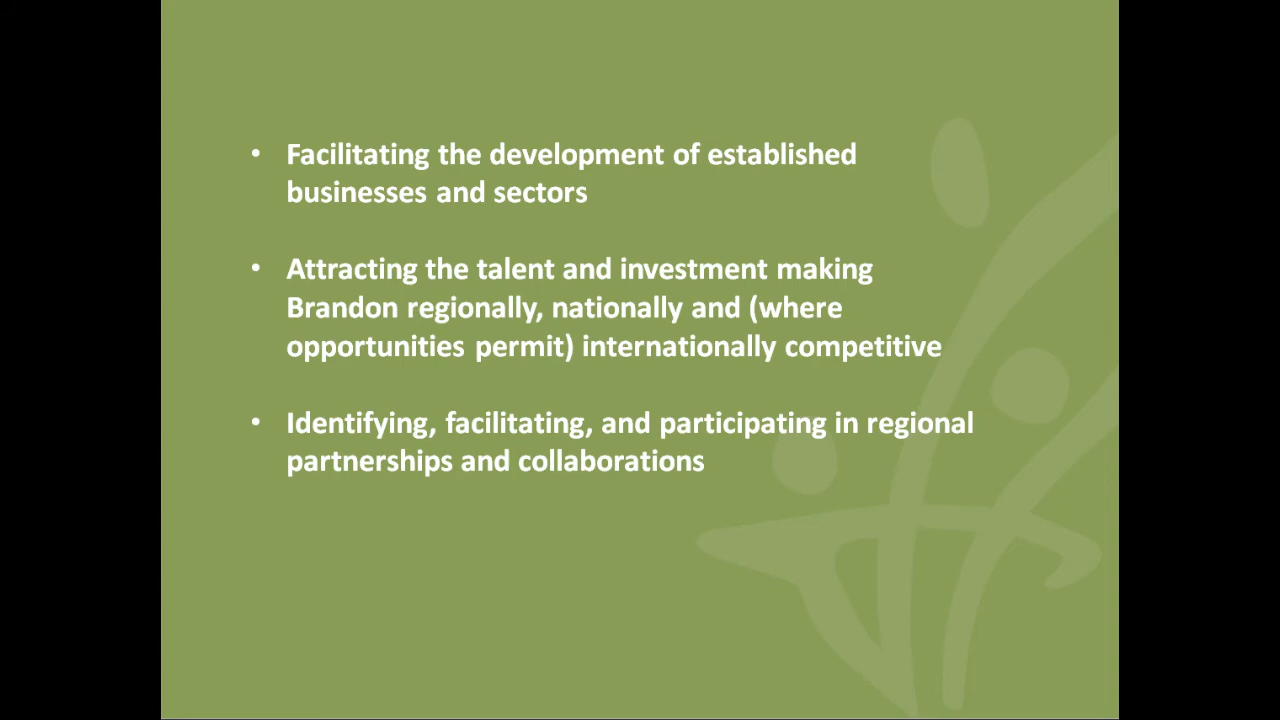 • Facilitating the development of established
businesses and sectors
• Attracting the talent and investment making
Brandon regionally, nationally and (where
opportunities permit) internationally competitive
• Identifying, facilitating, and participating in regional
partnerships and collaborations